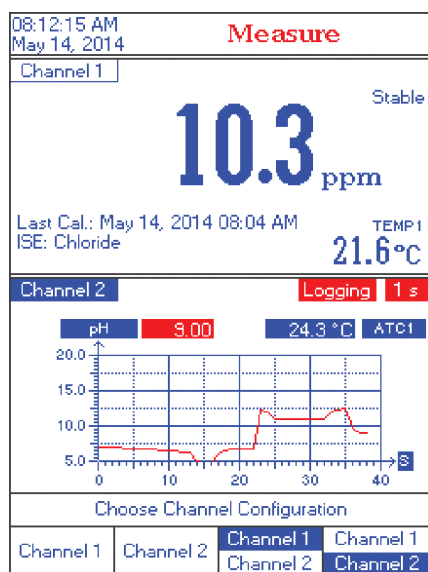 08:12:15 AM
May 14, 2014
Measure
Channel 1
Stable
10.3 ppm
Last Cal.: May 14, 2014 08:04 AM
ISE: Chloride
TEMP1
21.6°C
Channel 2
Logging 1 s
pH 9.00 24.3 °C ATC1
20.0
15.0
10.0
5.0
0 10 20 30 40 S
Choose Channel Configuration
Channel 1
Channel 2
Channel 1
Channel 2
Channel 1
Channel 2